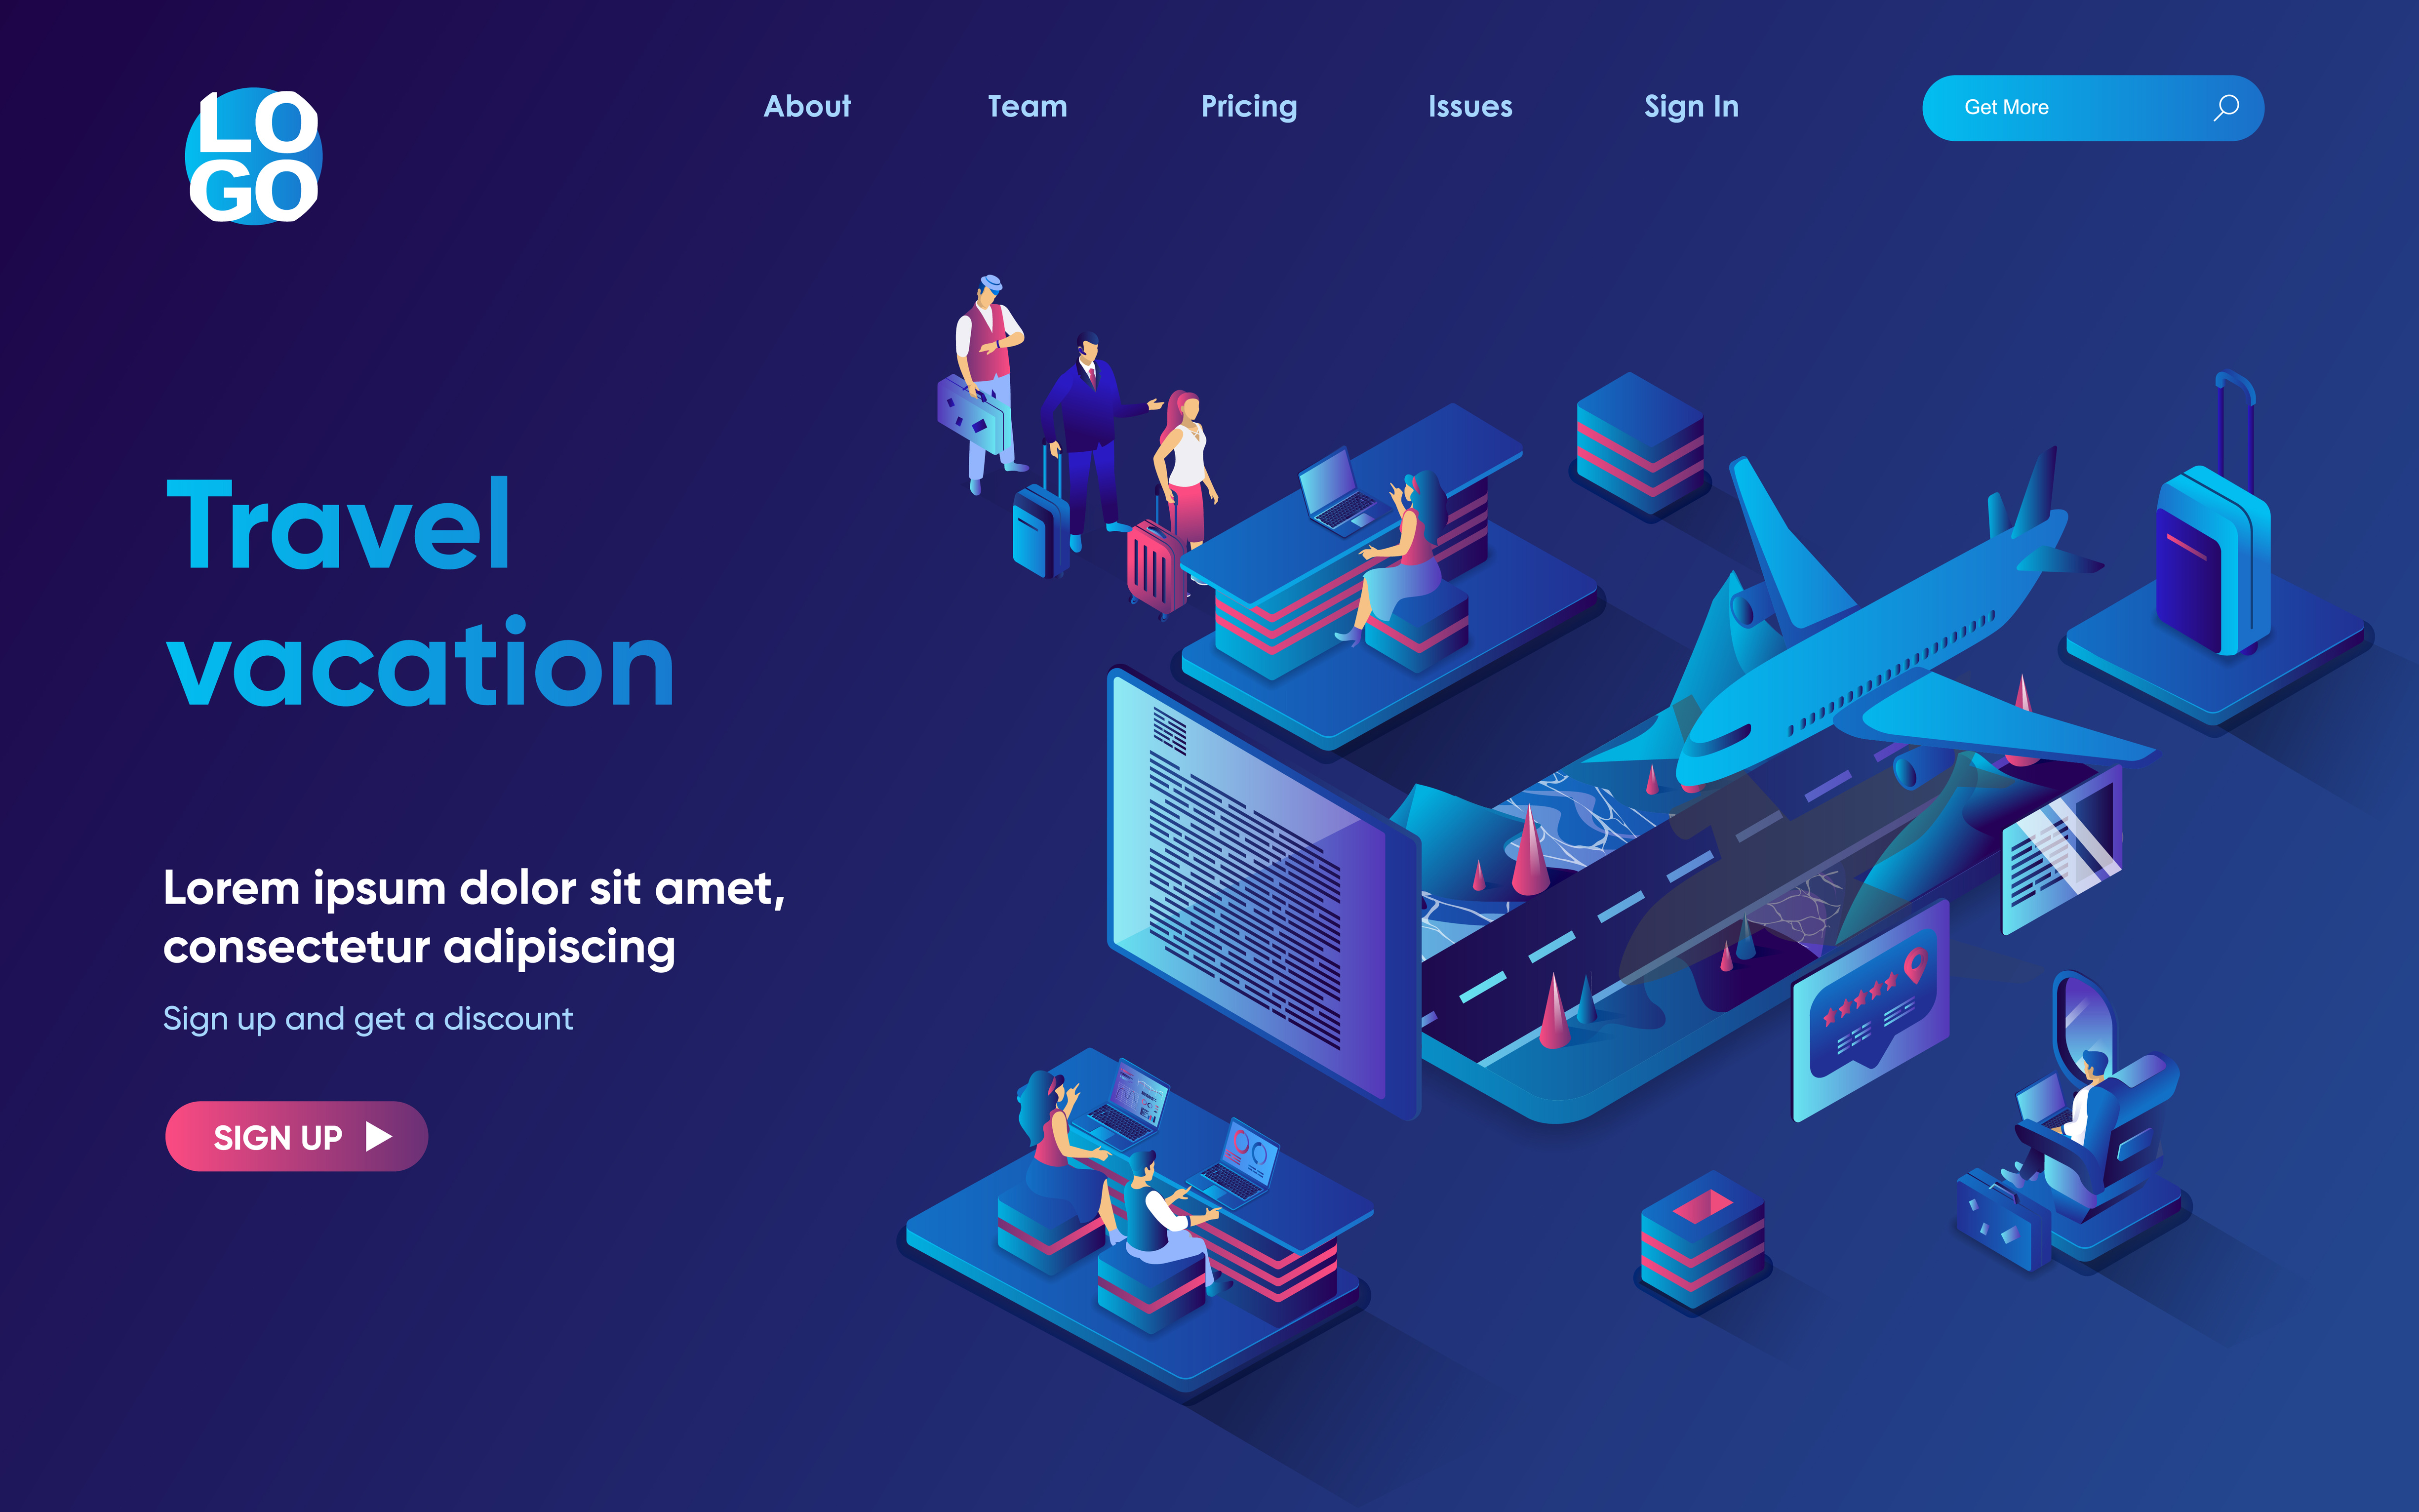 LO
GO
About
Team
Pricing
Issues
Sign In
Get More
Travel
vacation
Lorem ipsum dolor sit amet,
consectetur adipiscing
Sign up and get a discount
SIGN UP